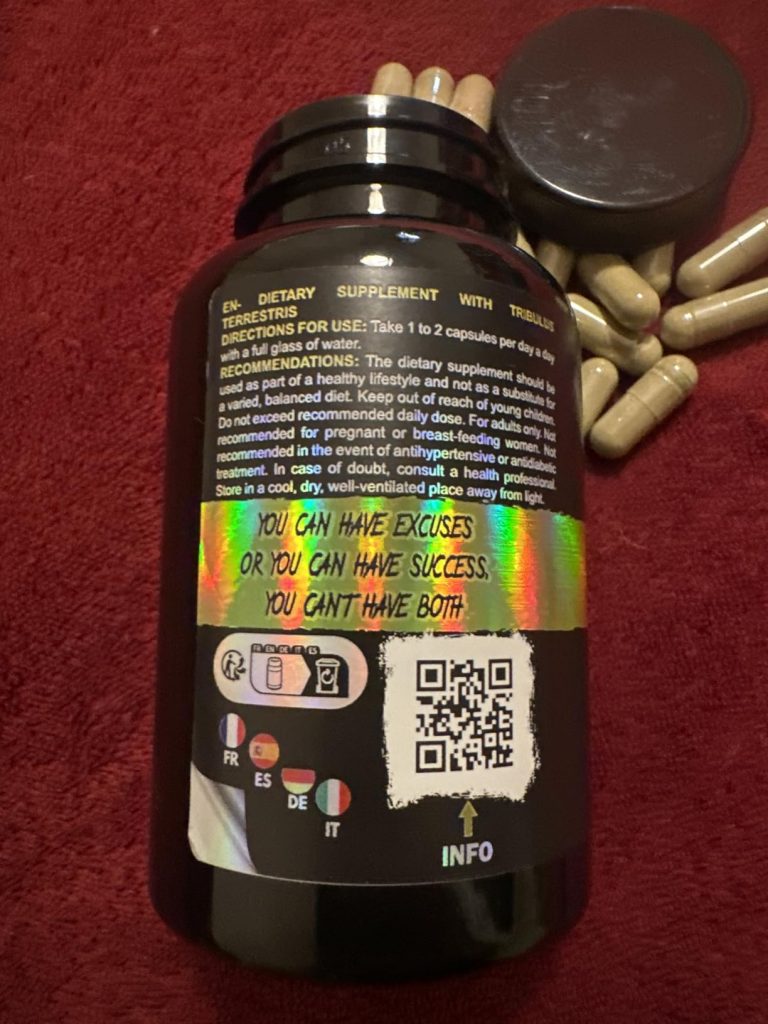 EN- DIETARY SUPPLEMENT WITH TRIBULUS
TERRESTRIS
DIRECTIONS FOR USE: Take 1 to 2 capsules per day a day
with a full glass of water.
RECOMMENDATIONS: The dietary supplement should be
used as part of a healthy lifestyle and not as a substitute for
a varied, balanced diet. Keep out of reach of young children.
Do not exceed recommended daily dose. For adults only. Not
recommended for pregnant or breast-feeding women. Not
recommended in the event of antihypertensive or antidiabetic
treatment. In case of doubt, consult a health professional.
Store in a cool, dry, well-ventilated place away from light.
YOU CAN HAVE EXCUSES
OR YOU CAN HAVE SUCCESS,
YOU CAN'T HAVE BOTH
FR EN DE IT ES
FR
ES
DE
IT
INFO